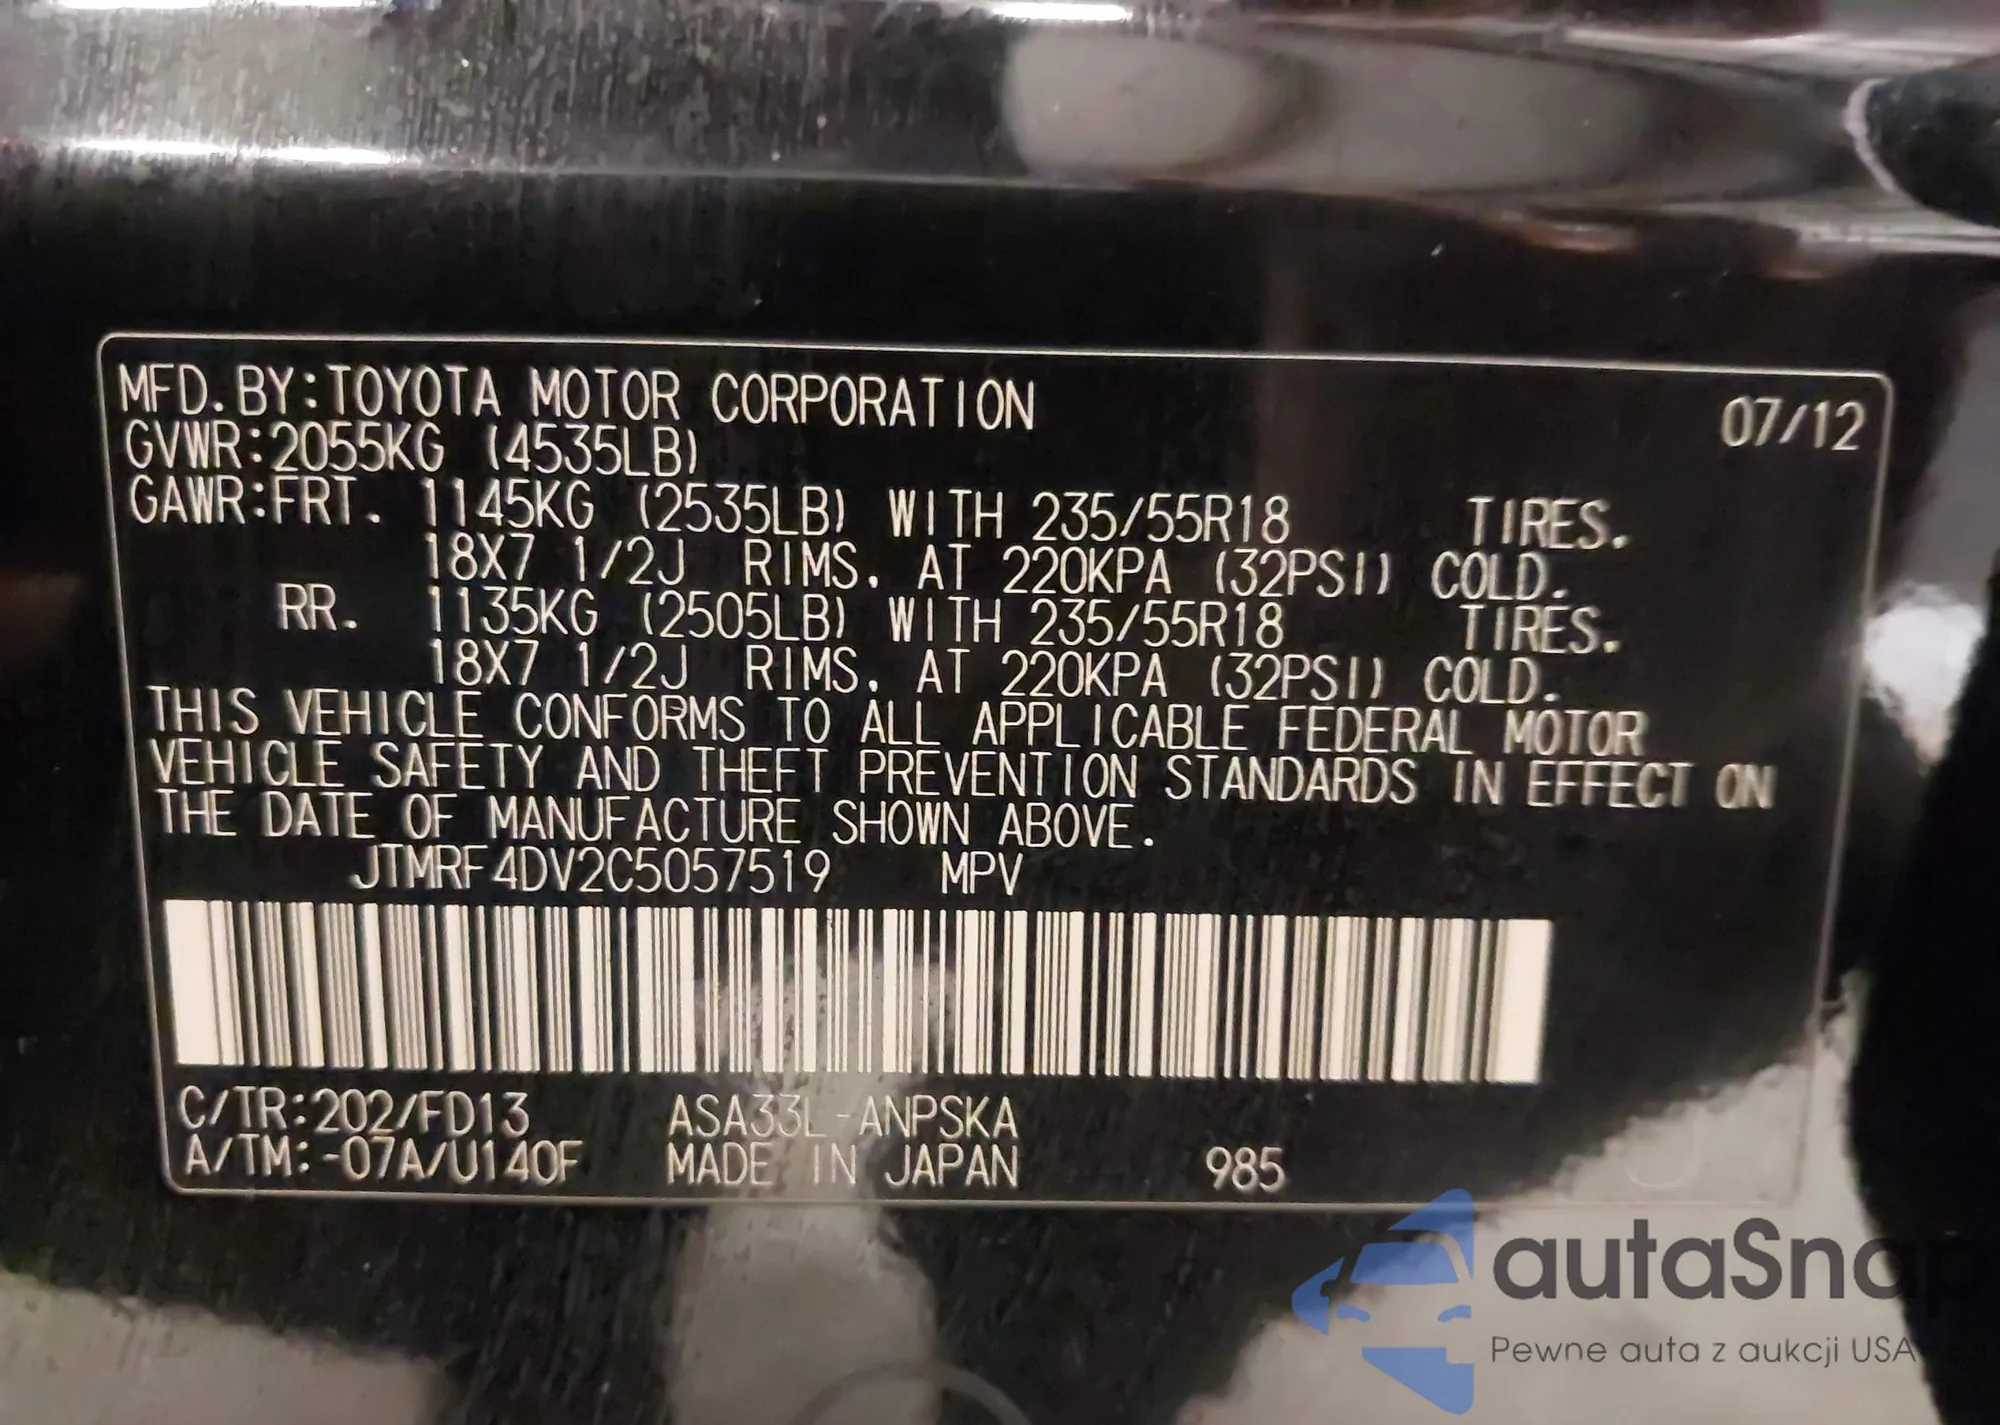 MFD.BY:TOYOTA MOTOR CORPORATION 07/12
GVWR:2055KG (4535LB)
GAWR:FRT. 1145KG (2535LB) WITH 235/55R18 TIRES.
18X7 1/2J RIMS. AT 220KPA (32PSI) COLD.
RR. 1135KG (2505LB) WITH 235/55R18 TIRES.
18X7 1/2J RIMS. AT 220KPA (32PSI) COLD.
THIS VEHICLE CONFORMS TO ALL APPLICABLE FEDERAL MOTOR
VEHICLE SAFETY AND THEFT PREVENTION STANDARDS IN EFFECT ON
THE DATE OF MANUFACTURE SHOWN ABOVE.
JTMRF4DV2C5057519 MPV
C/TR:202/FD13 ASA33L-ANPSKA
A/TM:-07A/U140F MADE IN JAPAN 985
autaSnap
Pewne auta z aukcji USA